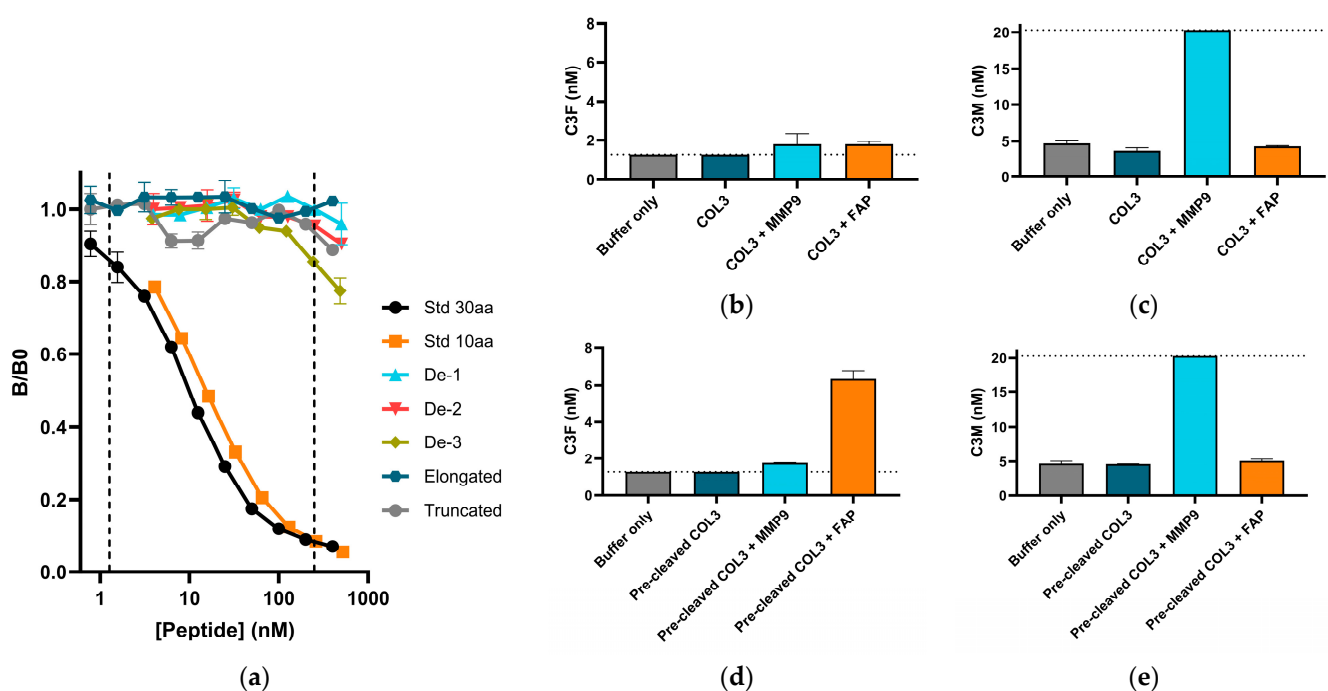 B/B0
1.0
0.8
0.6
0.4
0.2
0.0
1
10
100
1000
[Peptide] (nM)
Std 30aa
Std 10aa
De-1
De-2
De-3
Elongated
Truncated
(a)
C3F (nM)
8
6
4
2
0
Buffer only
COL3
COL3 + MMP9
COL3 + FAP
(b)
C3M (nM)
20
15
10
5
0
Buffer only
COL3
COL3 + MMP9
COL3 + FAP
(c)
C3F (nM)
8
6
4
2
0
Buffer only
Pre-cleaved COL3
Pre-cleaved COL3 + MMP9
Pre-cleaved COL3 + FAP
(d)
C3M (nM)
20
15
10
5
0
Buffer only
Pre-cleaved COL3
Pre-cleaved COL3 + MMP9
Pre-cleaved COL3 + FAP
(e)